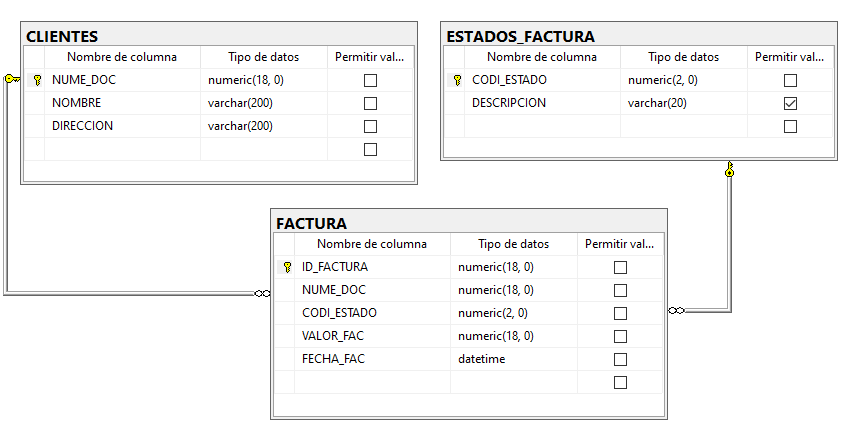 CLIENTES
Nombre de columna Tipo de datos Permitir val...
NUME_DOC numeric(18, 0)
NOMBRE varchar(200)
DIRECCION varchar(200)
ESTADOS_FACTURA
Nombre de columna Tipo de datos Permitir val...
CODI_ESTADO numeric(2, 0)
DESCRIPCION varchar(20)
FACTURA
Nombre de columna Tipo de datos Permitir val...
ID_FACTURA numeric(18, 0)
NUME_DOC numeric(18, 0)
CODI_ESTADO numeric(2, 0)
VALOR_FAC numeric(18, 0)
FECHA_FAC datetime